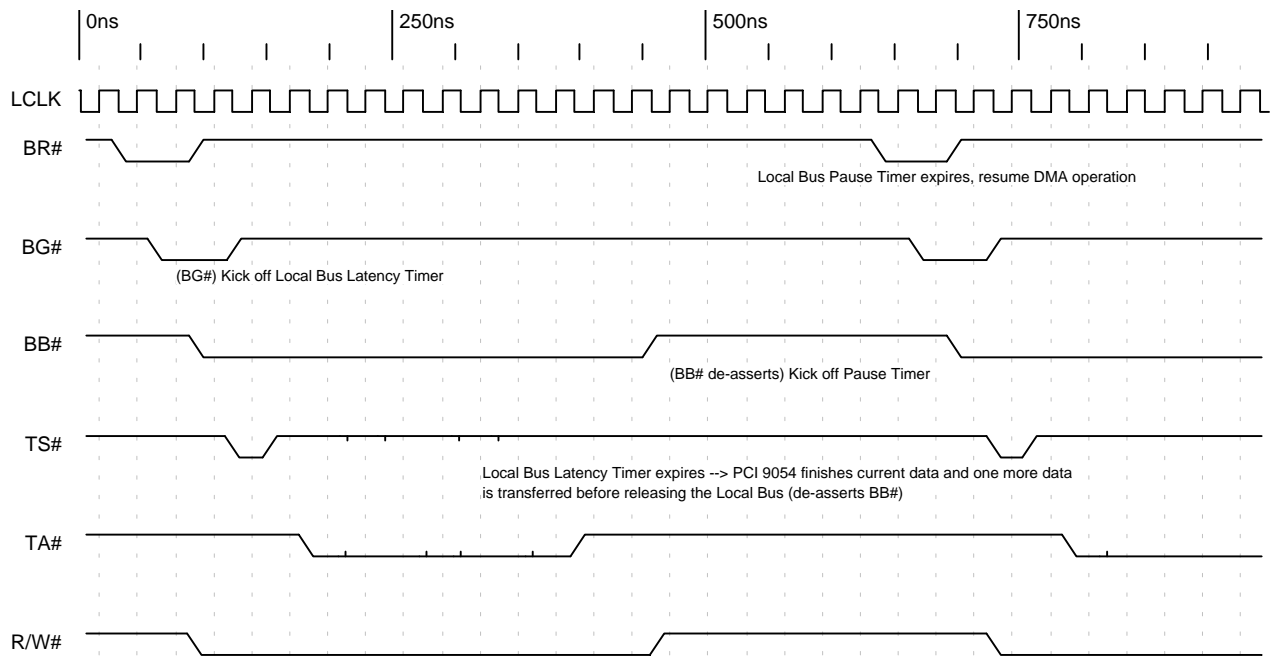 0ns 250ns 500ns 750ns
LCLK
BR#
Local Bus Pause Timer expires, resume DMA operation
BG#
(BG#) Kick off Local Bus Latency Timer
BB#
(BB# de-asserts) Kick off Pause Timer
TS#
Local Bus Latency Timer expires --> PCI 9054 finishes current data and one more data
is transferred before releasing the Local Bus (de-asserts BB#)
TA#
R/W#